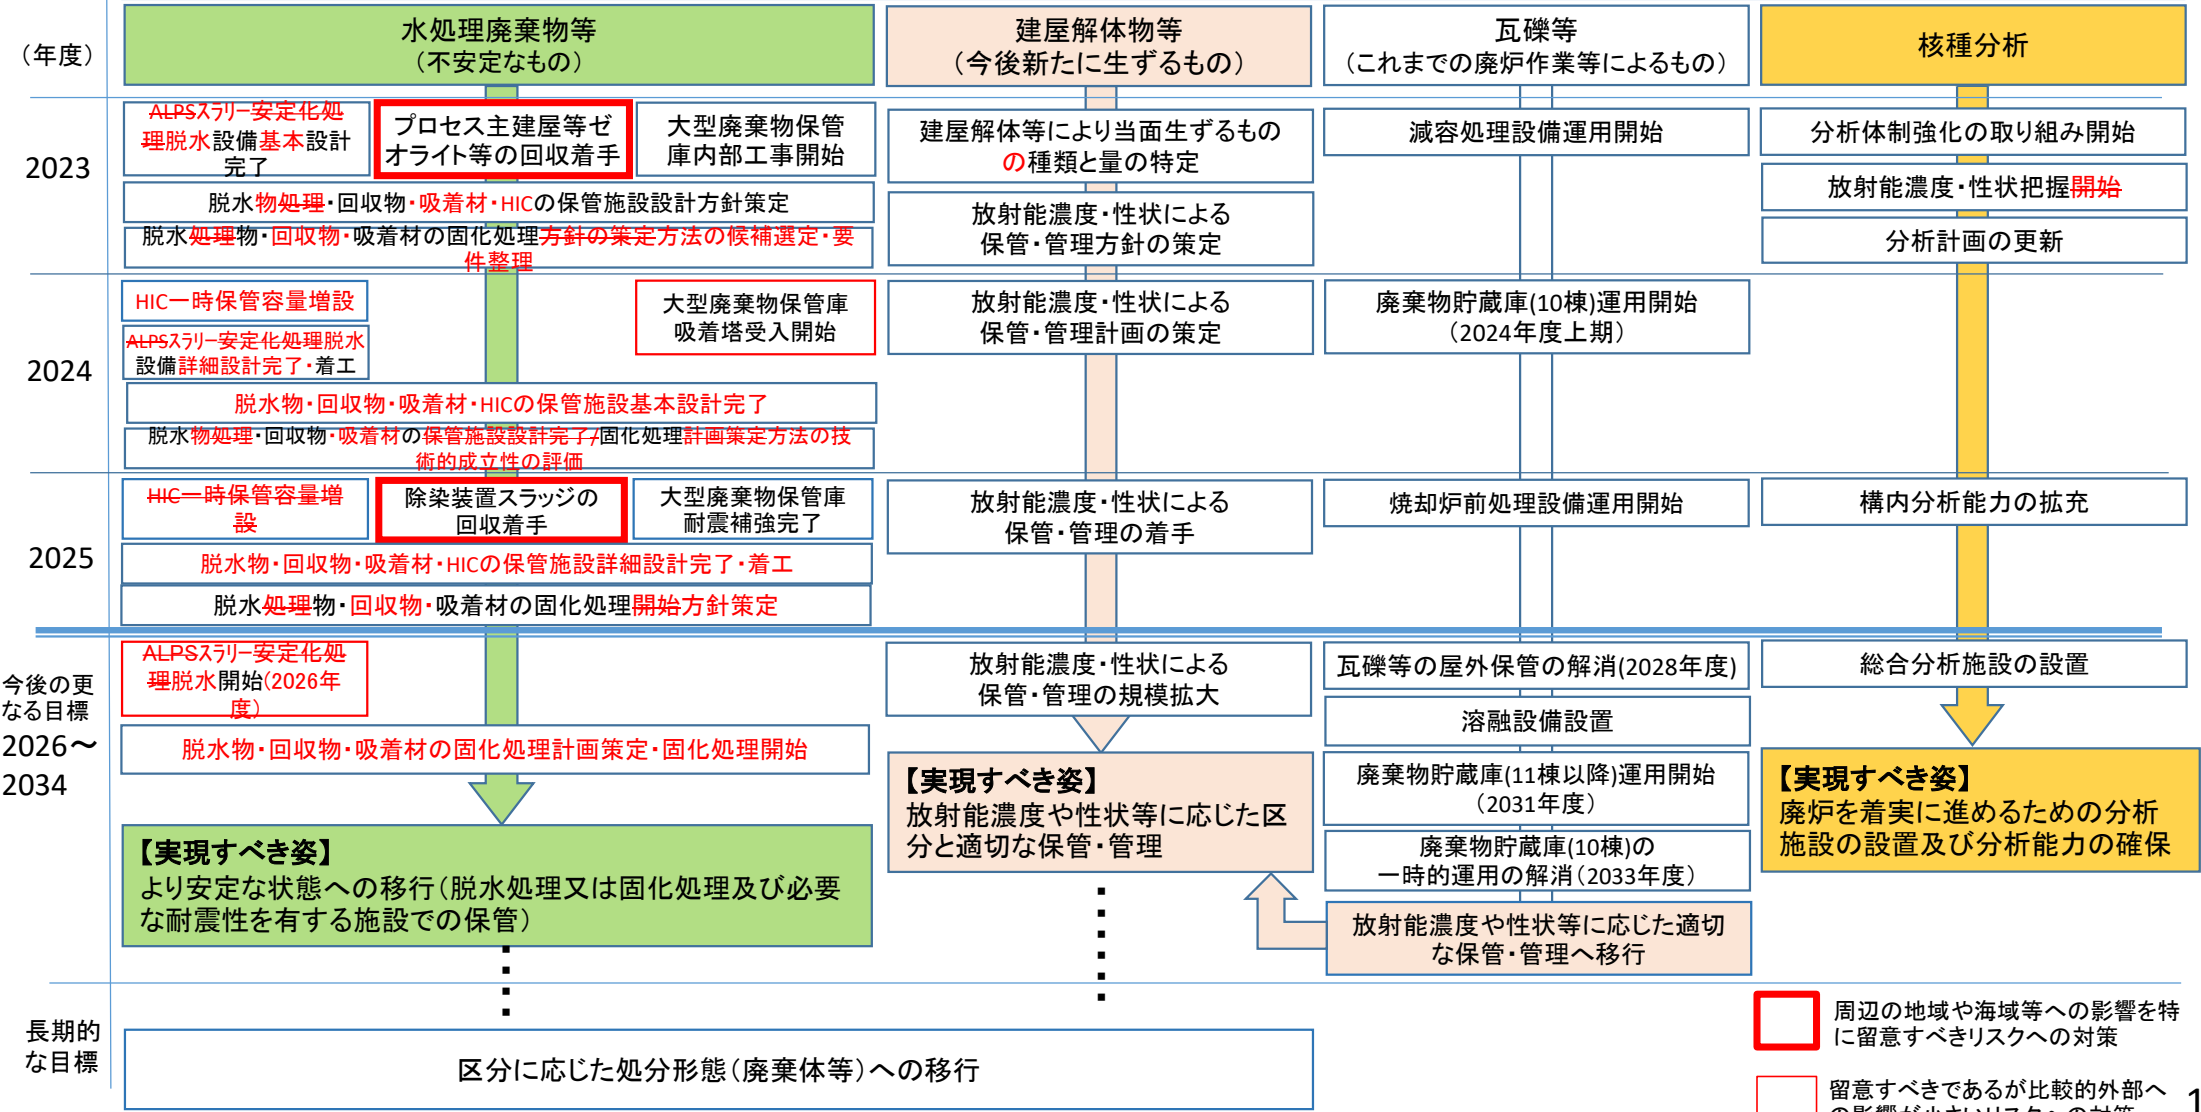 （年度）
水処理廃棄物等
（不安定なもの）
建屋解体物等
（今後新たに生ずるもの）
瓦礫等
（これまでの廃炉作業等によるもの）
核種分析
2023
ALPSスラリー安定化処
理脱水設備基本設計
完了
プロセス主建屋等ゼ
オライト等の回収着手
大型廃棄物保管
庫内部工事開始
脱水物処理・回収物・吸着材・HICの保管施設設計方針策定
脱水処理物・回収物・吸着材の固化処理方針の策定方法の候補選定・要
件整理
建屋解体等により当面生ずるもの
の種類と量の特定
放射能濃度・性状による
保管・管理方針の策定
減容処理設備運用開始
分析体制強化の取り組み開始
放射能濃度・性状把握開始
分析計画の更新
2024
HIC一時保管容量増設
ALPSスラリー安定化処理脱水
設備詳細設計完了・着工
大型廃棄物保管庫
吸着塔受入開始
脱水物・回収物・吸着材・HICの保管施設基本設計完了
脱水物処理・回収物・吸着材の保管施設設計完了/固化処理計画策定方法の技
術的成立性の評価
放射能濃度・性状による
保管・管理計画の策定
廃棄物貯蔵庫(10棟)運用開始
（2024年度上期）
2025
HIC一時保管容量増
設
除染装置スラッジの
回収着手
大型廃棄物保管庫
耐震補強完了
脱水物・回収物・吸着材・HICの保管施設詳細設計完了・着工
脱水処理物・回収物・吸着材の固化処理開始方針策定
放射能濃度・性状による
保管・管理の着手
焼却炉前処理設備運用開始
構内分析能力の拡充
今後の更
なる目標
2026～
2034
ALPSスラリー安定化処
理脱水開始(2026年
度）
脱水物・回収物・吸着材の固化処理計画策定・固化処理開始
【実現すべき姿】
より安定な状態への移行（脱水処理又は固化処理及び必要
な耐震性を有する施設での保管）
放射能濃度・性状による
保管・管理の規模拡大
【実現すべき姿】
放射能濃度や性状等に応じた区
分と適切な保管・管理
瓦礫等の屋外保管の解消(2028年度)
溶融設備設置
廃棄物貯蔵庫(11棟以降)運用開始
（2031年度）
廃棄物貯蔵庫(10棟)の
一時的運用の解消（2033年度）
放射能濃度や性状等に応じた適切
な保管・管理へ移行
総合分析施設の設置
【実現すべき姿】
廃炉を着実に進めるための分析
施設の設置及び分析能力の確保
長期的
な目標
区分に応じた処分形態（廃棄体等）への移行
周辺の地域や海域等への影響を特
に留意すべきリスクへの対策
留意すべきであるが比較的外部へ
の影響が小さいリスクへの対策
1